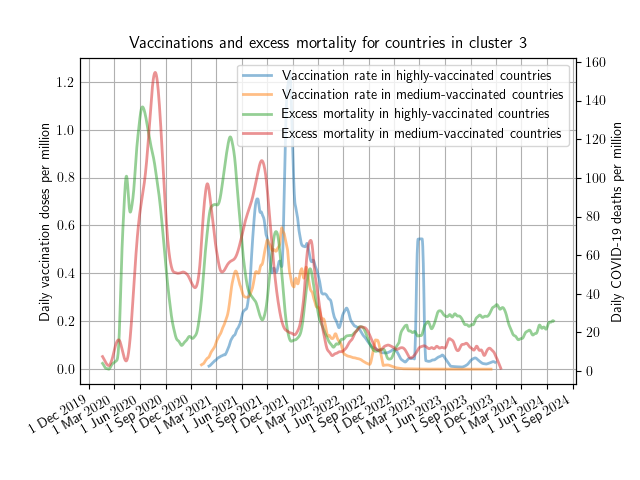 Vaccinations and excess mortality for countries in cluster 3
Vaccination rate in highly-vaccinated countries
Vaccination rate in medium-vaccinated countries
Excess mortality in highly-vaccinated countries
Excess mortality in medium-vaccinated countries
Daily vaccination doses per million
1.2
1.0
0.8
0.6
0.4
0.2
0.0
Daily COVID-19 deaths per million
160
140
120
100
80
60
40
20
0
1 Dec 2019
1 Mar 2020
1 Jun 2020
1 Sep 2020
1 Dec 2020
1 Mar 2021
1 Jun 2021
1 Sep 2021
1 Dec 2021
1 Mar 2022
1 Jun 2022
1 Sep 2022
1 Dec 2022
1 Mar 2023
1 Jun 2023
1 Sep 2023
1 Dec 2023
1 Mar 2024
1 Jun 2024
1 Sep 2024